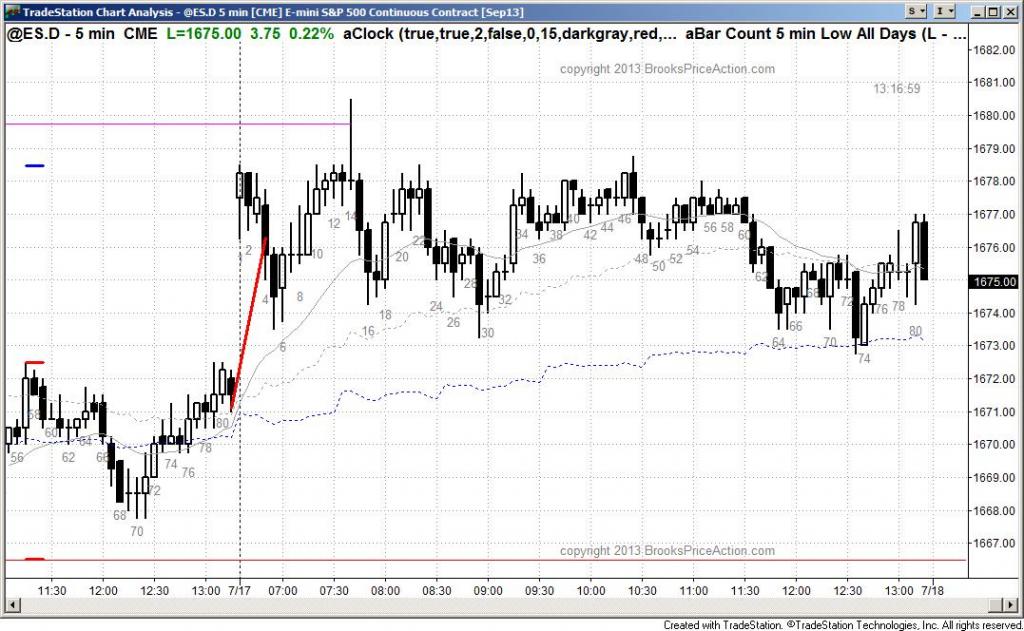 TradeStation Chart Analysis - @ES.D 5 min [CME] E-mini S&P 500 Continuous Contract [Sep13]
S I
@ES.D - 5 min CME L=1675.00 3.75 0.22% aClock (true,true,2,false,0,15,darkgray,red,... aBar Count 5 min Low All Days (L - ...
1682.00
copyright 2013 BrooksPriceAction.com
1681.00
13:16:59
1680.00
1679.00
1678.00
1677.00
1676.00
1675.00
1674.00
1673.00
1672.00
1671.00
1670.00
1669.00
1668.00
1667.00
56 58 60 62 64 66 68 70 72 74 76 78 80
2 4 6 8 10 12 14 16 18 20 22 24 26 28 30 32 34 36 38 40 42 44 46 48 50 52 54 56 58 60 62 64 66 68 70 72 74 76 78 80
copyright 2013 BrooksPriceAction.com
11:30 12:00 12:30 13:00 7/17 07:00 07:30 08:00 08:30 09:00 09:30 10:00 10:30 11:00 11:30 12:00 12:30 13:00 7/18
Created with TradeStation. ©TradeStation Technologies, Inc. All rights reserved.